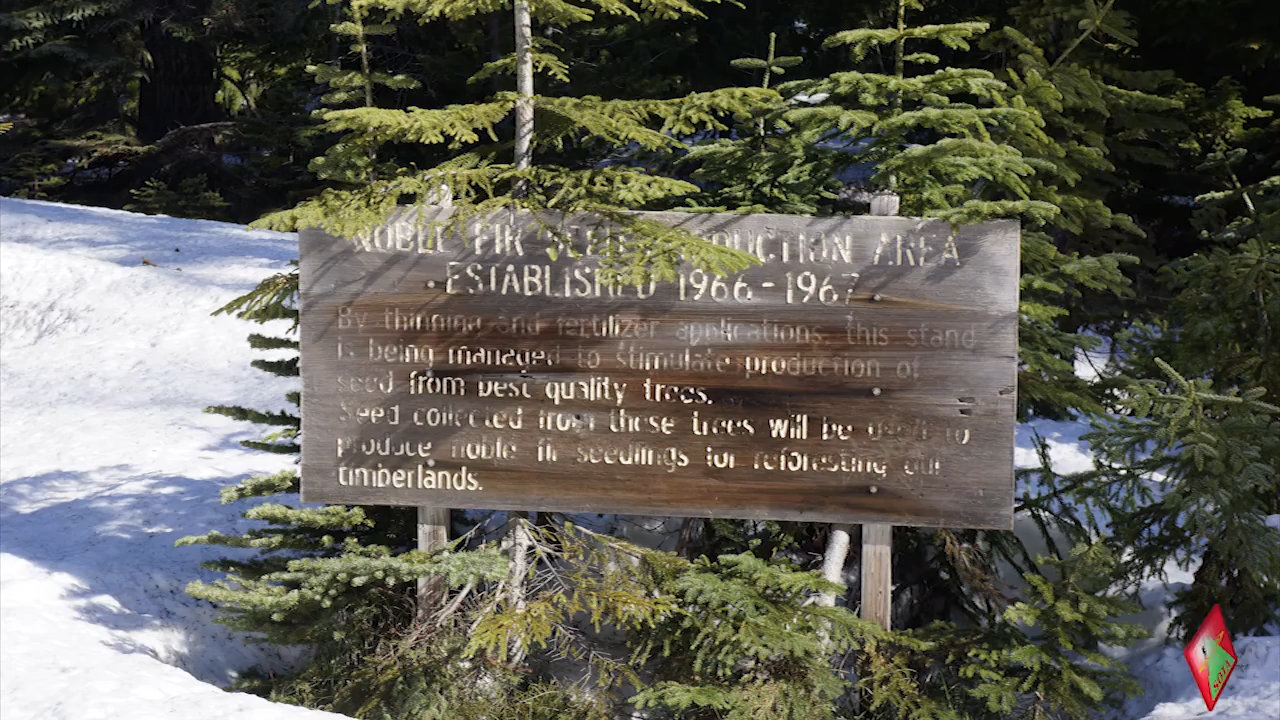 NOBLE FIR SEED PRODUCTION AREA
ESTABLISHED 1966-1967
By thinning and fertilizer applications, this stand
is being managed to stimulate production of
seed from best quality trees.
Seed collected from these trees will be used to
produce noble fir seedlings for reforesting our
timberlands.
SOTA